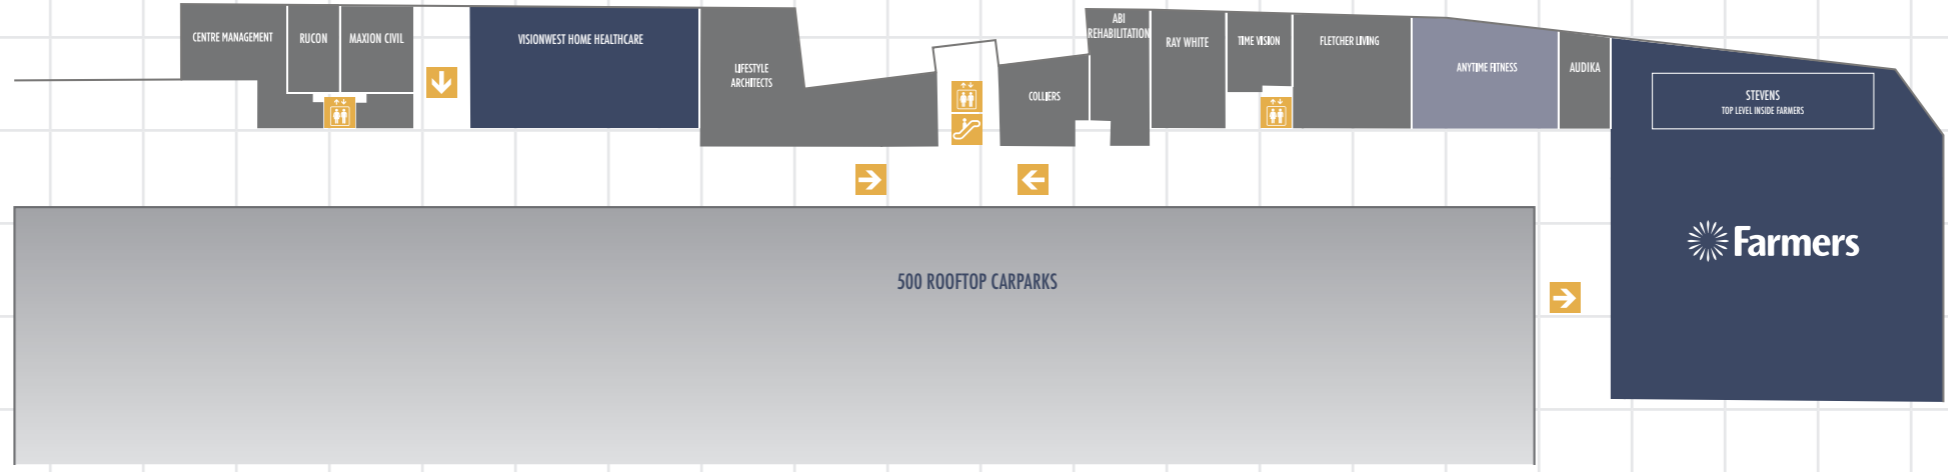 CENTRE MANAGEMENT
RUCON
MAXION CIVIL
VISIONWEST HOME HEALTHCARE
LIFESTYLE
ARCHITECTS
COLLIERS
ABI
REHABILITATION
RAY WHITE
TIME VISION
FLETCHER LIVING
ANYTIME FITNESS
AUDIKA
STEVENS
TOP LEVEL INSIDE FARMERS
Farmers
500 ROOFTOP CARPARKS